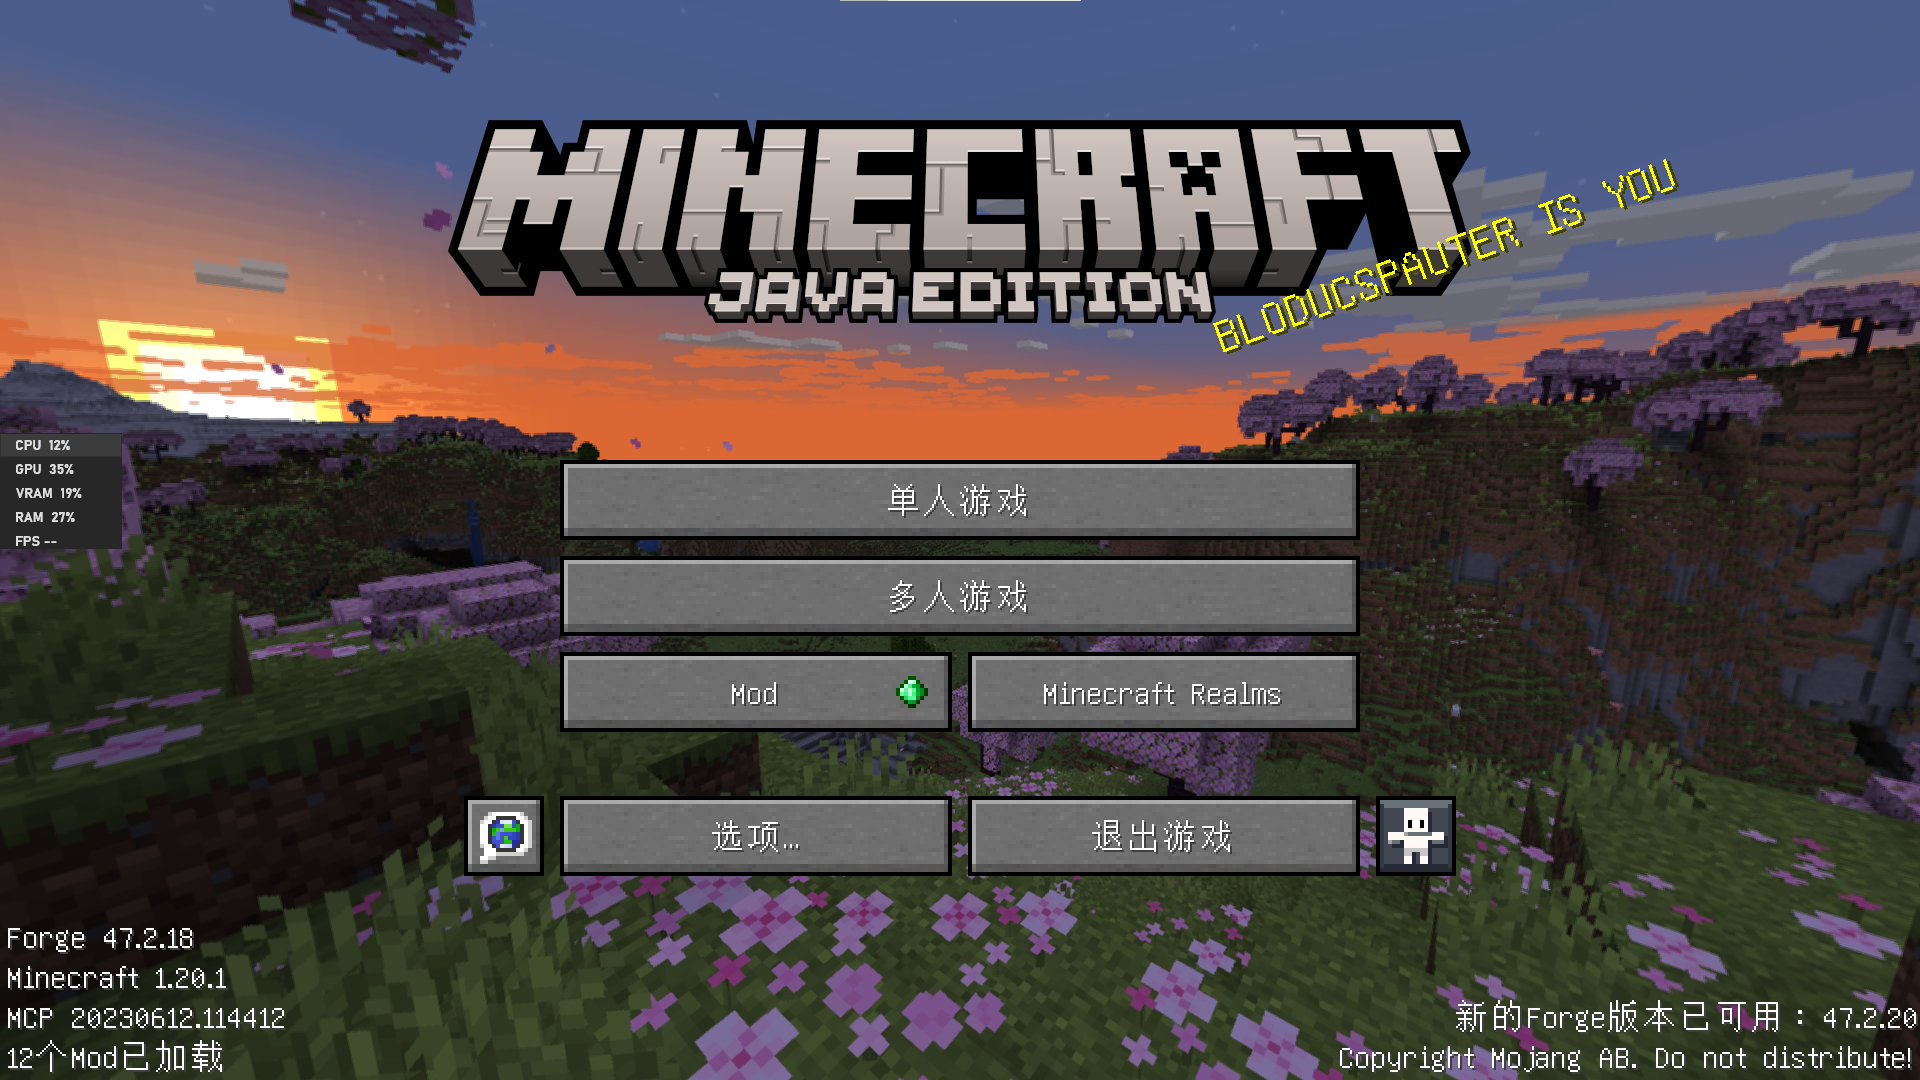 MINECRAFT
JAVA EDITION
BLODUCSPAUTER IS YOU
CPU 12%
GPU 35%
VRAM 19%
RAM 27%
FPS --
单人游戏
多人游戏
Mod
Minecraft Realms
选项...
退出游戏
Forge 47.2.18
Minecraft 1.20.1
MCP 20230612.114412
12个Mod已加载
新的Forge版本已可用：47.2.20
Copyright Mojang AB. Do not distribute!